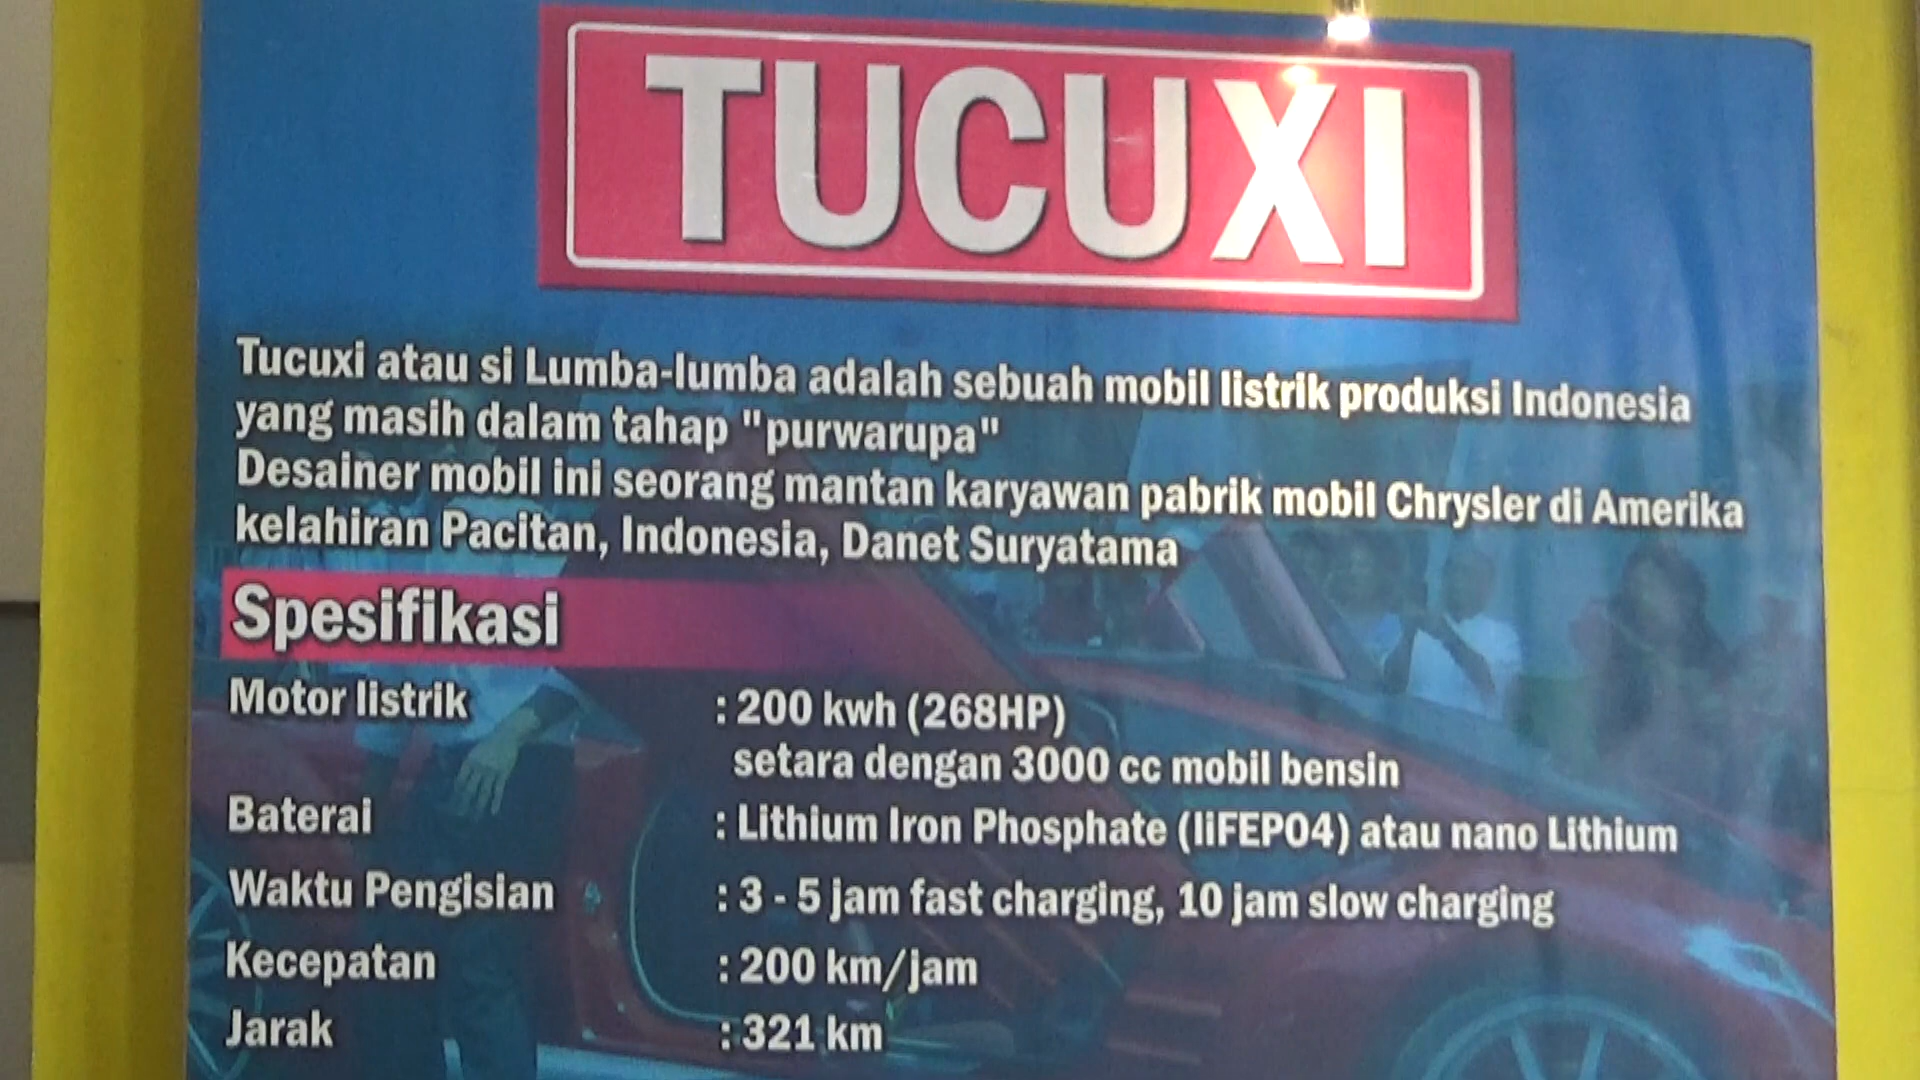 TUCUXI
Tucuxi atau si Lumba-lumba adalah sebuah mobil listrik produksi Indonesia
yang masih dalam tahap "purwarupa"
Desainer mobil ini seorang mantan karyawan pabrik mobil Chrysler di Amerika
kelahiran Pacitan, Indonesia, Danet Suryatama
Spesifikasi
Motor listrik : 200 kwh (268HP)
setara dengan 3000 cc mobil bensin
Baterai : Lithium Iron Phosphate (liFEPO4) atau nano Lithium
Waktu Pengisian : 3 - 5 jam fast charging, 10 jam slow charging
Kecepatan : 200 km/jam
Jarak : 321 km